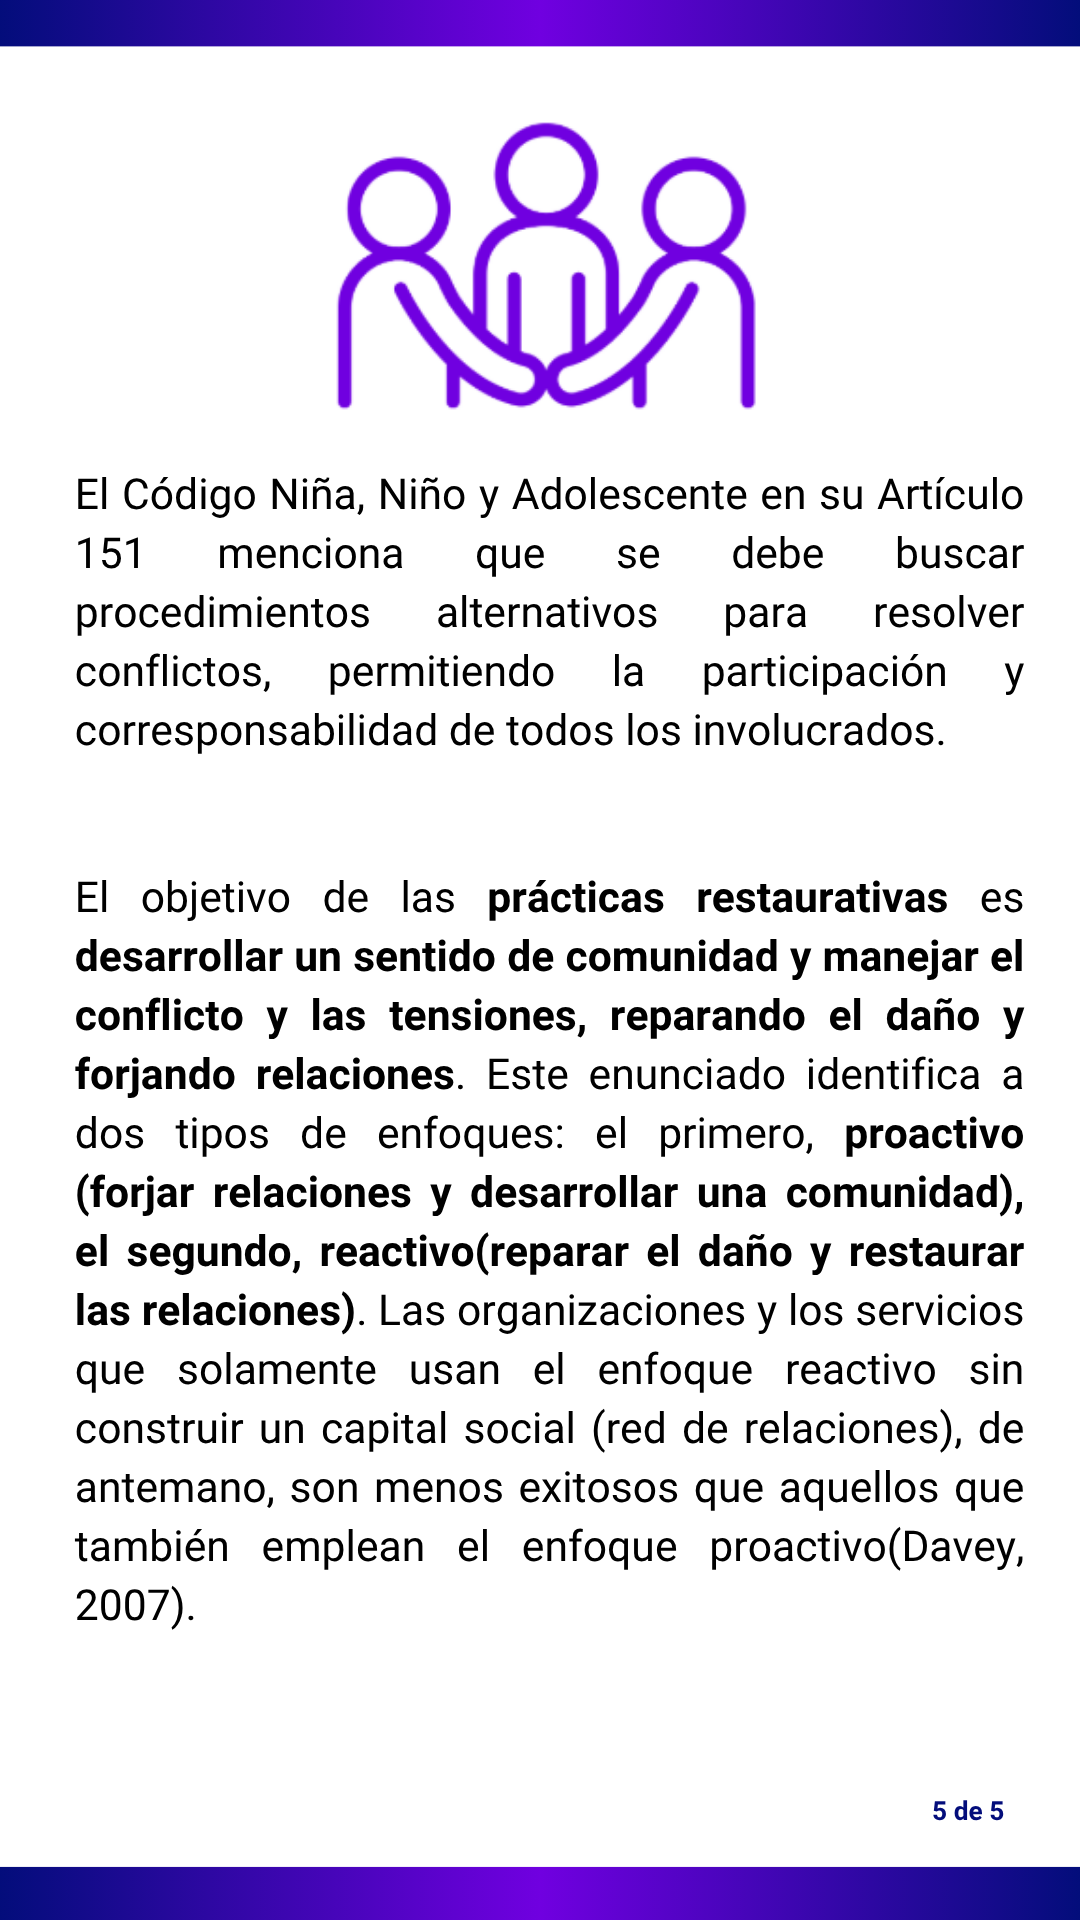 El Código Niña, Niño y Adolescente en su Artículo
151 menciona que se debe buscar
procedimientos alternativos para resolver
conflictos, permitiendo la participación y
corresponsabilidad de todos los involucrados.
El objetivo de las prácticas restaurativas es
desarrollar un sentido de comunidad y manejar el
conflicto y las tensiones, reparando el daño y
forjando relaciones. Este enunciado identifica a
dos tipos de enfoques: el primero, proactivo
(forjar relaciones y desarrollar una comunidad),
el segundo, reactivo(reparar el daño y restaurar
las relaciones). Las organizaciones y los servicios
que solamente usan el enfoque reactivo sin
construir un capital social (red de relaciones), de
antemano, son menos exitosos que aquellos que
también emplean el enfoque proactivo(Davey,
2007).
5 de 5